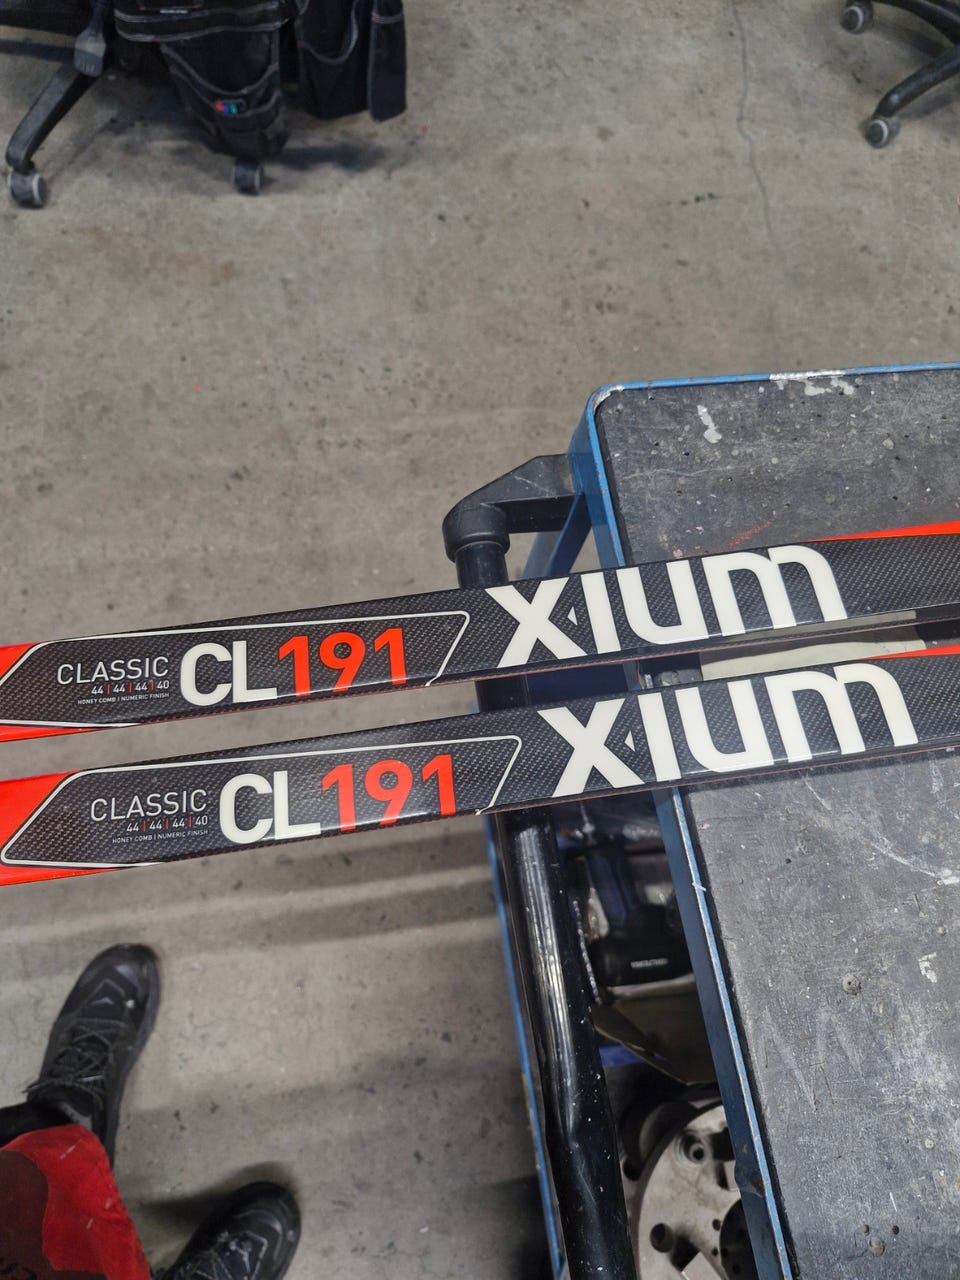 XIUM
CLASSIC
44 | 44 | 44 | 40
HONEY COMB | NUMERIC FINISH
CL191
XIUM
CLASSIC
44 | 44 | 44 | 40
HONEY COMB | NUMERIC FINISH
CL191